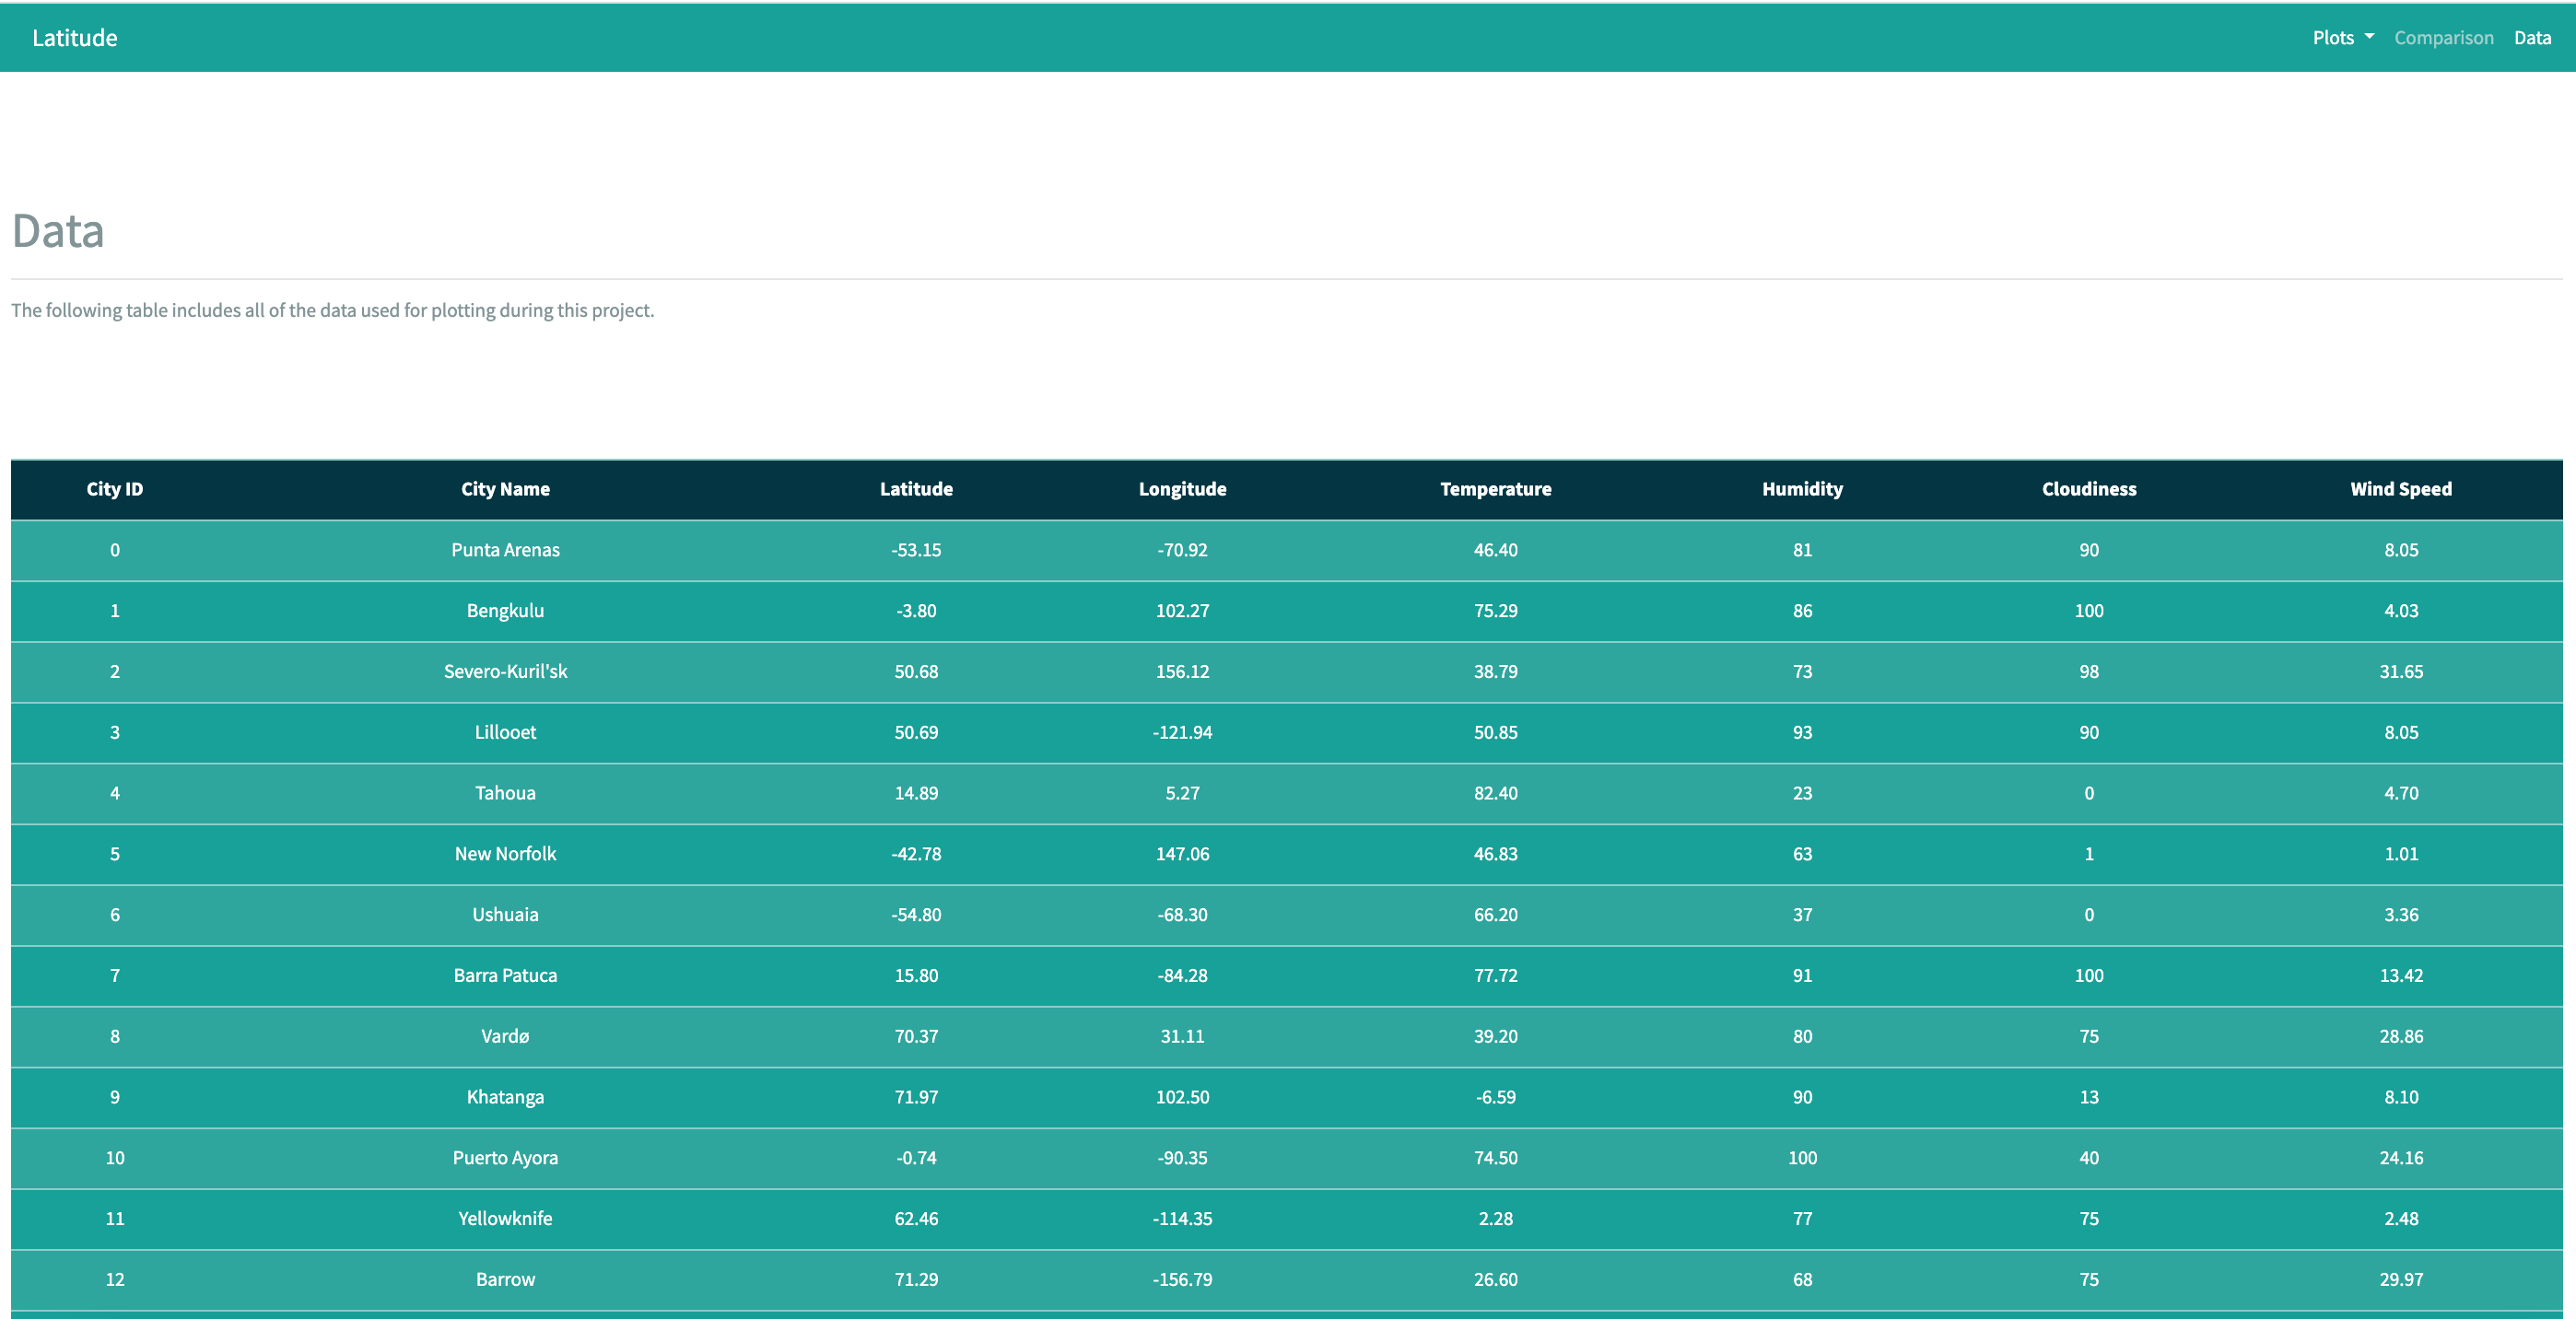 Latitude Plots Comparison Data
Data
The following table includes all of the data used for plotting during this project.
City ID City Name Latitude Longitude Temperature Humidity Cloudiness Wind Speed
0 Punta Arenas -53.15 -70.92 46.40 81 90 8.05
1 Bengkulu -3.80 102.27 75.29 86 100 4.03
2 Severo-Kuril'sk 50.68 156.12 38.79 73 98 31.65
3 Lillooet 50.69 -121.94 50.85 93 90 8.05
4 Tahoua 14.89 5.27 82.40 23 0 4.70
5 New Norfolk -42.78 147.06 46.83 63 1 1.01
6 Ushuaia -54.80 -68.30 66.20 37 0 3.36
7 Barra Patuca 15.80 -84.28 77.72 91 100 13.42
8 Vardø 70.37 31.11 39.20 80 75 28.86
9 Khatanga 71.97 102.50 -6.59 90 13 8.10
10 Puerto Ayora -0.74 -90.35 74.50 100 40 24.16
11 Yellowknife 62.46 -114.35 2.28 77 75 2.48
12 Barrow 71.29 -156.79 26.60 68 75 29.97